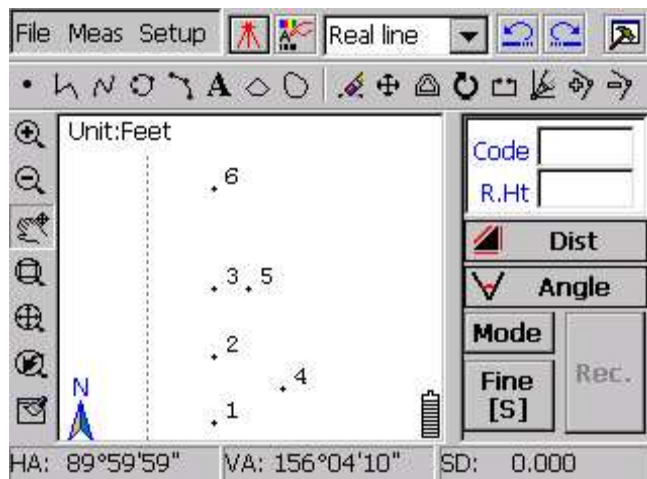 File Meas Setup Real line
A
Unit:Feet
Code
6
R.Ht
Dist
3 5
Angle
2
Mode
4
Rec.
N
Fine
[S]
1
HA: 89°59'59" VA: 156°04'10" SD: 0.000